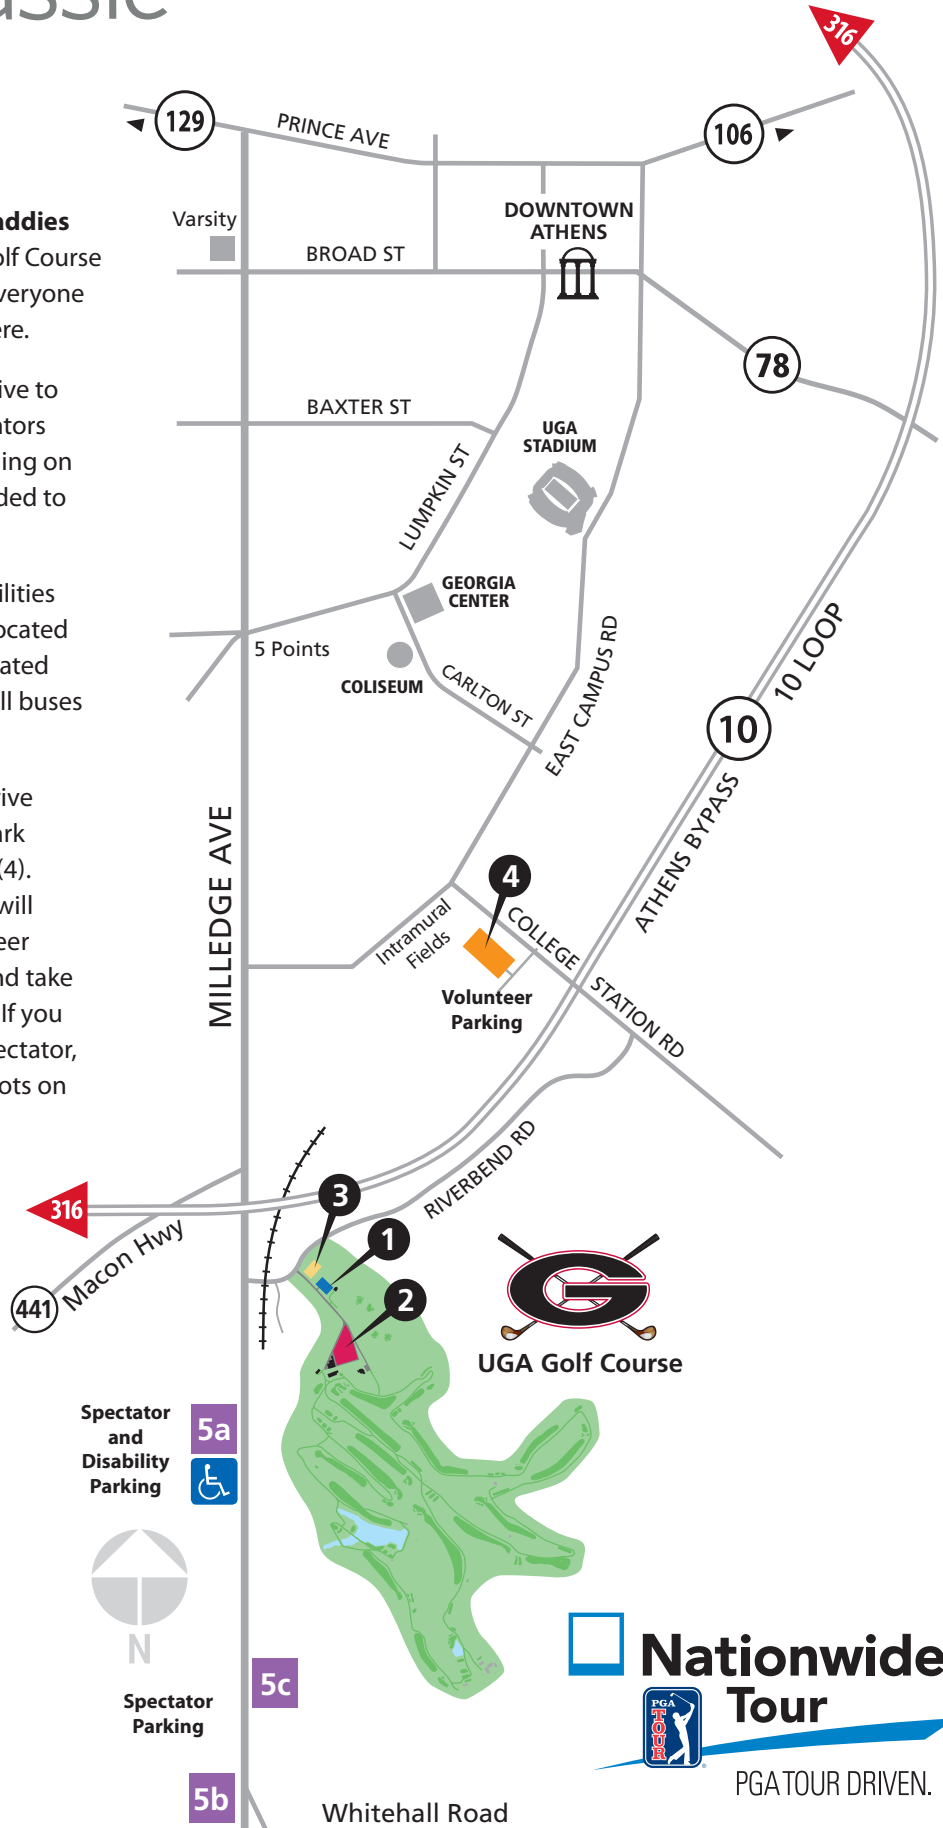 129
PRINCE AVE
106
316
Varsity
DOWNTOWN
ATHENS
BROAD ST
78
BAXTER ST
UGA
STADIUM
LUMPKIN ST
GEORGIA
CENTER
5 Points
COLISEUM
CARLTON ST
EAST CAMPUS RD
10 LOOP
10
ATHENS BYPASS
MILLEDGE AVE
4
Intramural
Fields
COLLEGE
STATION RD
Volunteer
Parking
RIVERBEND RD
316
Macon Hwy
441
3
1
2
G
UGA Golf Course
Spectator
and
Disability
Parking
5a
N
Spectator
Parking
5c
5b
Whitehall Road
Nationwide
Tour
PGA
TOUR
PGA TOUR DRIVEN.
addies
olf Course
veryone
ere.
ive to
ators
ing on
ded to
ilities
ocated
ated
ll buses
rive
ark
(4).
will
eer
nd take
If you
ectator,
ots on